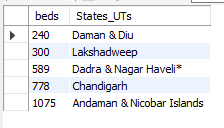 beds States_UTs
240 Daman & Diu
300 Lakshadweep
589 Dadra & Nagar Haveli*
778 Chandigarh
1075 Andaman & Nicobar Islands